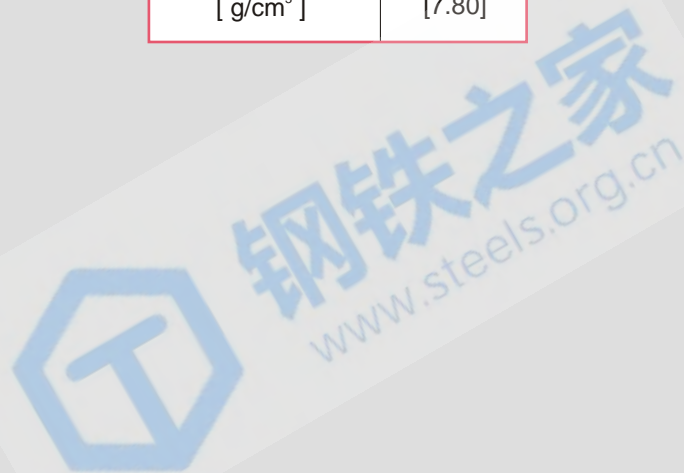 [ g/cm³ ]
[7.80]
钢铁之家
www.steels.org.cn